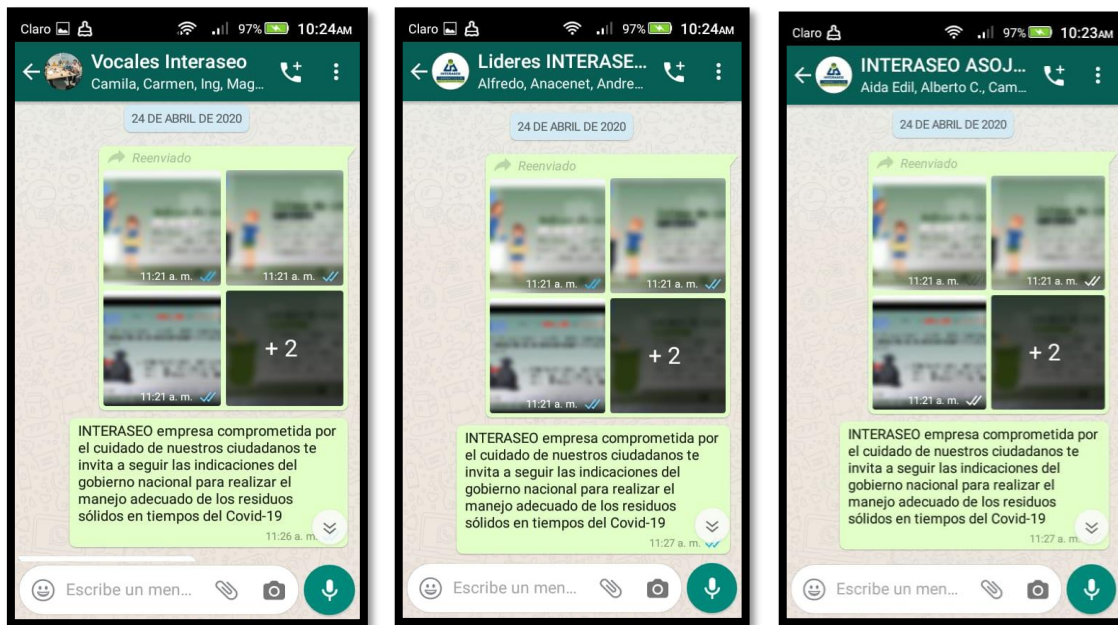 Claro 97% 10:24AM
Vocales Interaseo
Camila, Carmen, Ing, Mag...
24 DE ABRIL DE 2020
Reenviado
11:21 a. m. 11:21 a. m.
11:21 a. m. + 2
INTERASEO empresa comprometida por
el cuidado de nuestros ciudadanos te
invita a seguir las indicaciones del
gobierno nacional para realizar el
manejo adecuado de los residuos
sólidos en tiempos del Covid-19
11:26 a. m.
Escribe un men...
Claro 97% 10:24AM
Lideres INTERASE...
Alfredo, Anacenet, Andre...
24 DE ABRIL DE 2020
Reenviado
11:21 a. m. 11:21 a. m.
11:21 a. m. + 2
INTERASEO empresa comprometida por
el cuidado de nuestros ciudadanos te
invita a seguir las indicaciones del
gobierno nacional para realizar el
manejo adecuado de los residuos
sólidos en tiempos del Covid-19
11:27 a. m.
Escribe un men...
Claro 97% 10:23AM
INTERASEO ASOJ...
Aida Edil, Alberto C., Cam...
24 DE ABRIL DE 2020
Reenviado
11:21 a. m. 11:21 a. m.
11:21 a. m. + 2
INTERASEO empresa comprometida por
el cuidado de nuestros ciudadanos te
invita a seguir las indicaciones del
gobierno nacional para realizar el
manejo adecuado de los residuos
sólidos en tiempos del Covid-19
11:27 a. m.
Escribe un men...